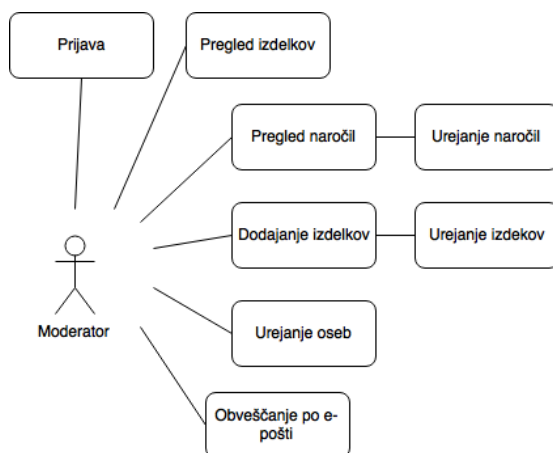 Prijava
Pregled izdelkov
Pregled naročil
Urejanje naročil
Dodajanje izdelkov
Urejanje izdekov
Moderator
Urejanje oseb
Obveščanje po e-
pošti